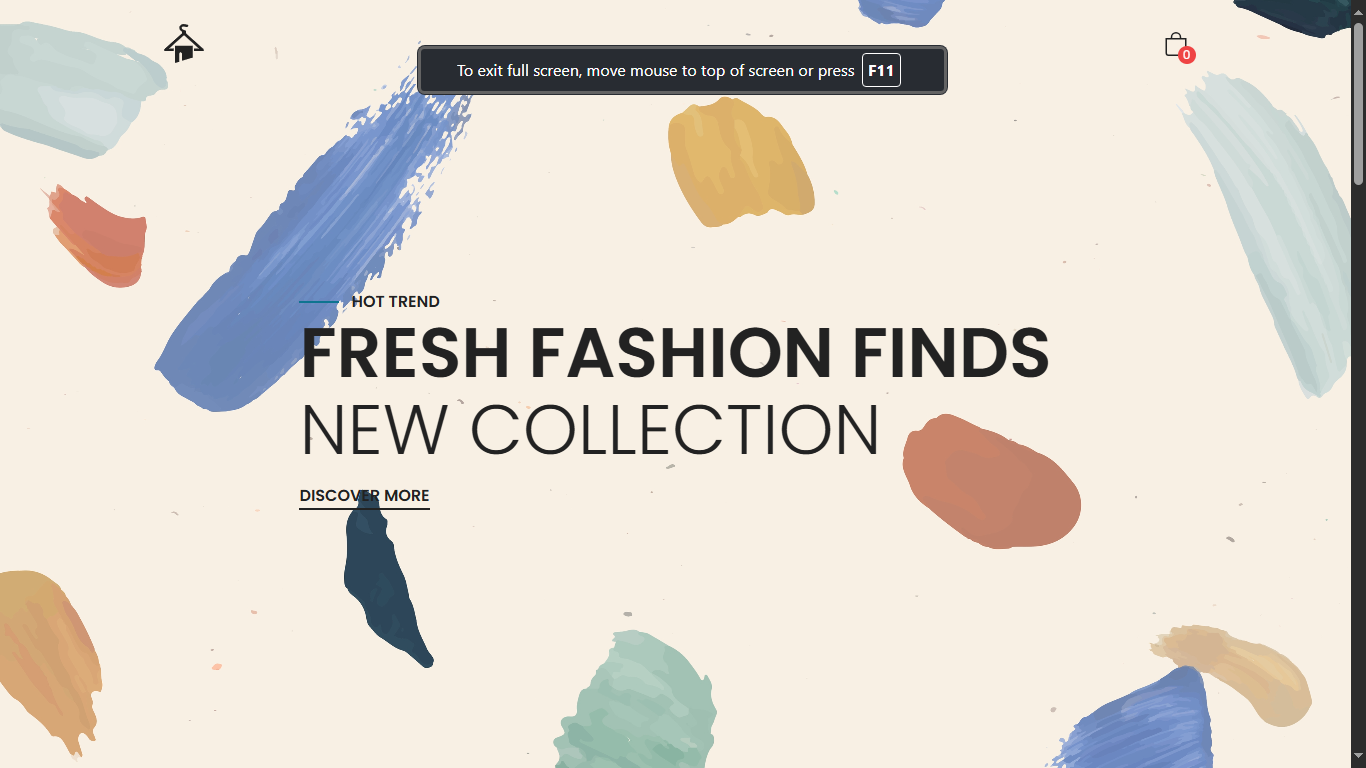 To exit full screen, move mouse to top of screen or press F11
0
HOT TREND
FRESH FASHION FINDS
NEW COLLECTION
DISCOVER MORE